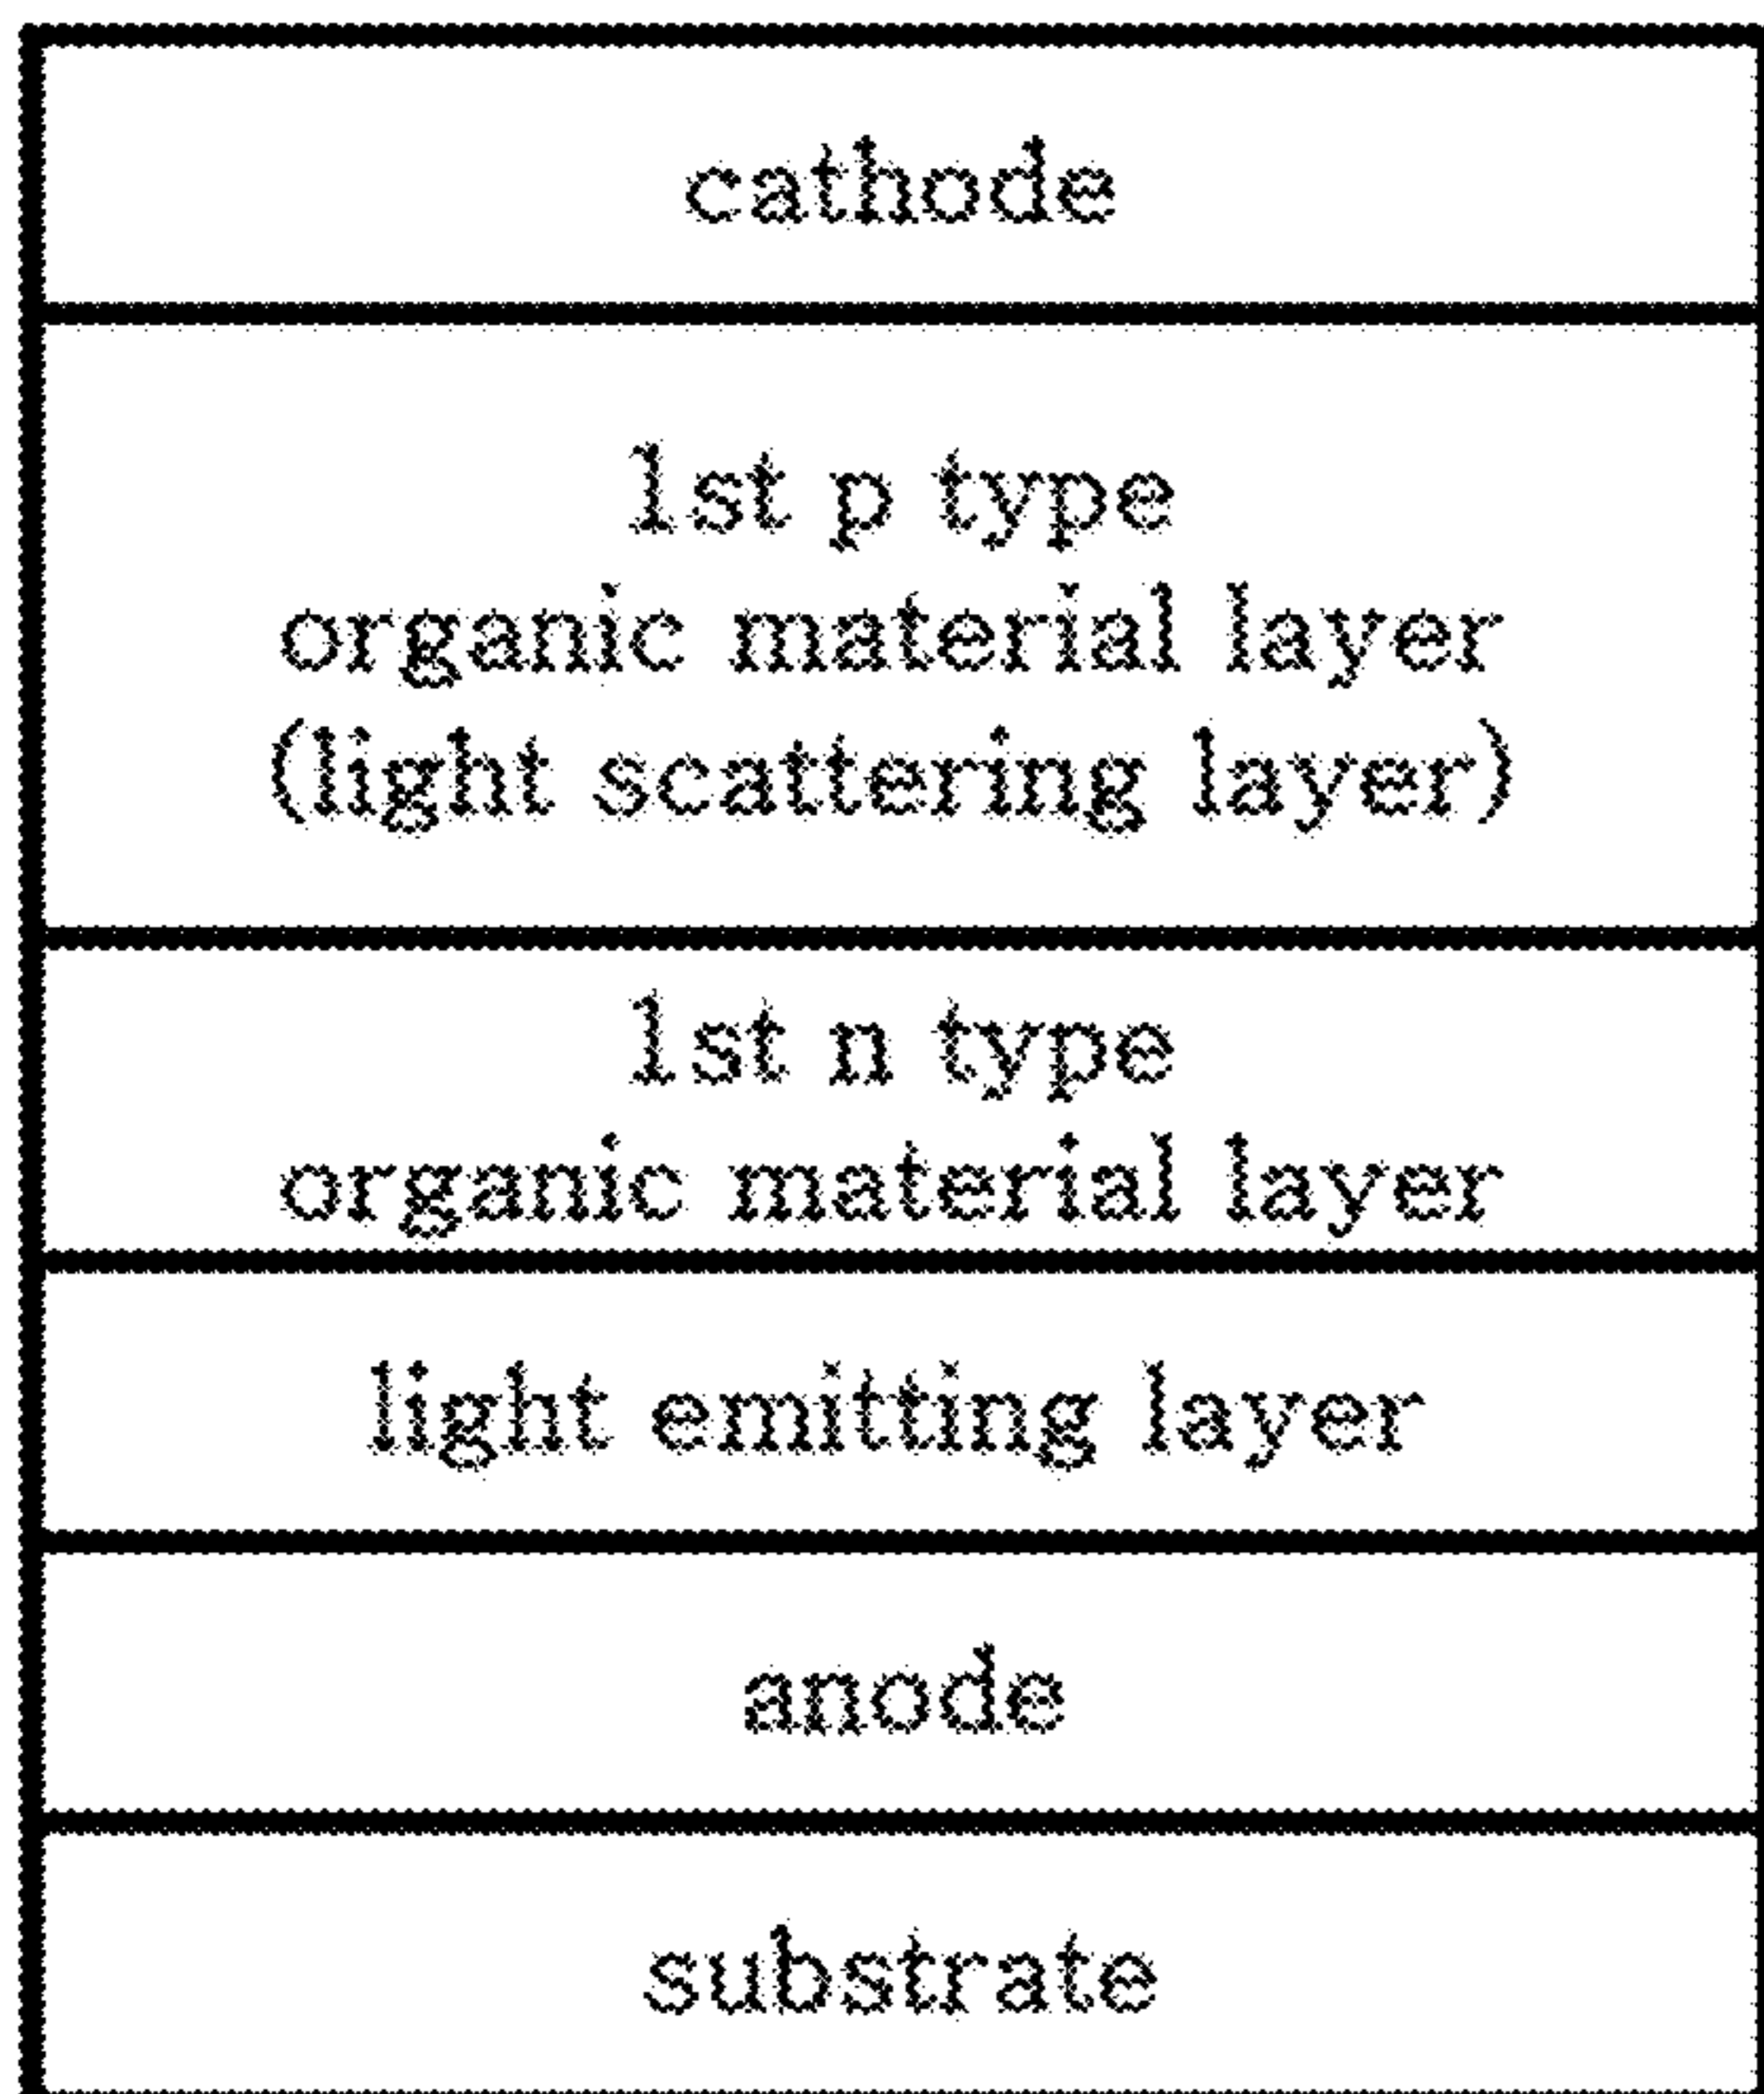 cathode
1st p type
organic material layer
(light scattering layer)
1st n type
organic material layer
light emitting layer
anode
substrate